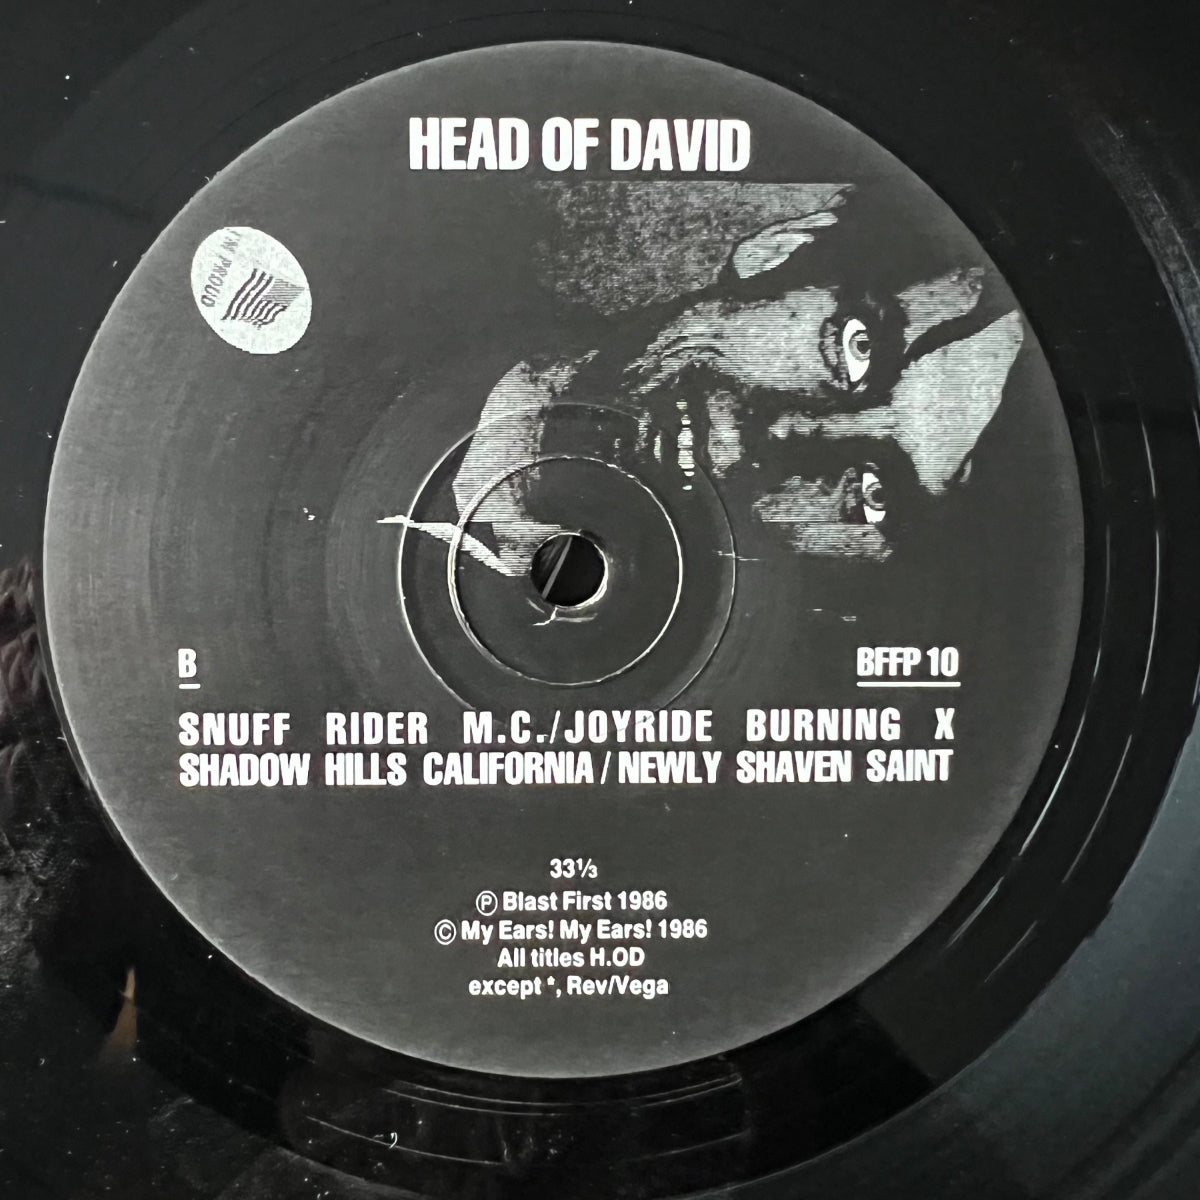 HEAD OF DAVID
I'M PROUD
B
BFFP 10
SNUFF RIDER M.C./JOYRIDE BURNING X
SHADOW HILLS CALIFORNIA/NEWLY SHAVEN SAINT
33⅓
Ⓟ Blast First 1986
© My Ears! My Ears! 1986
All titles H.OD
except *, Rev/Vega